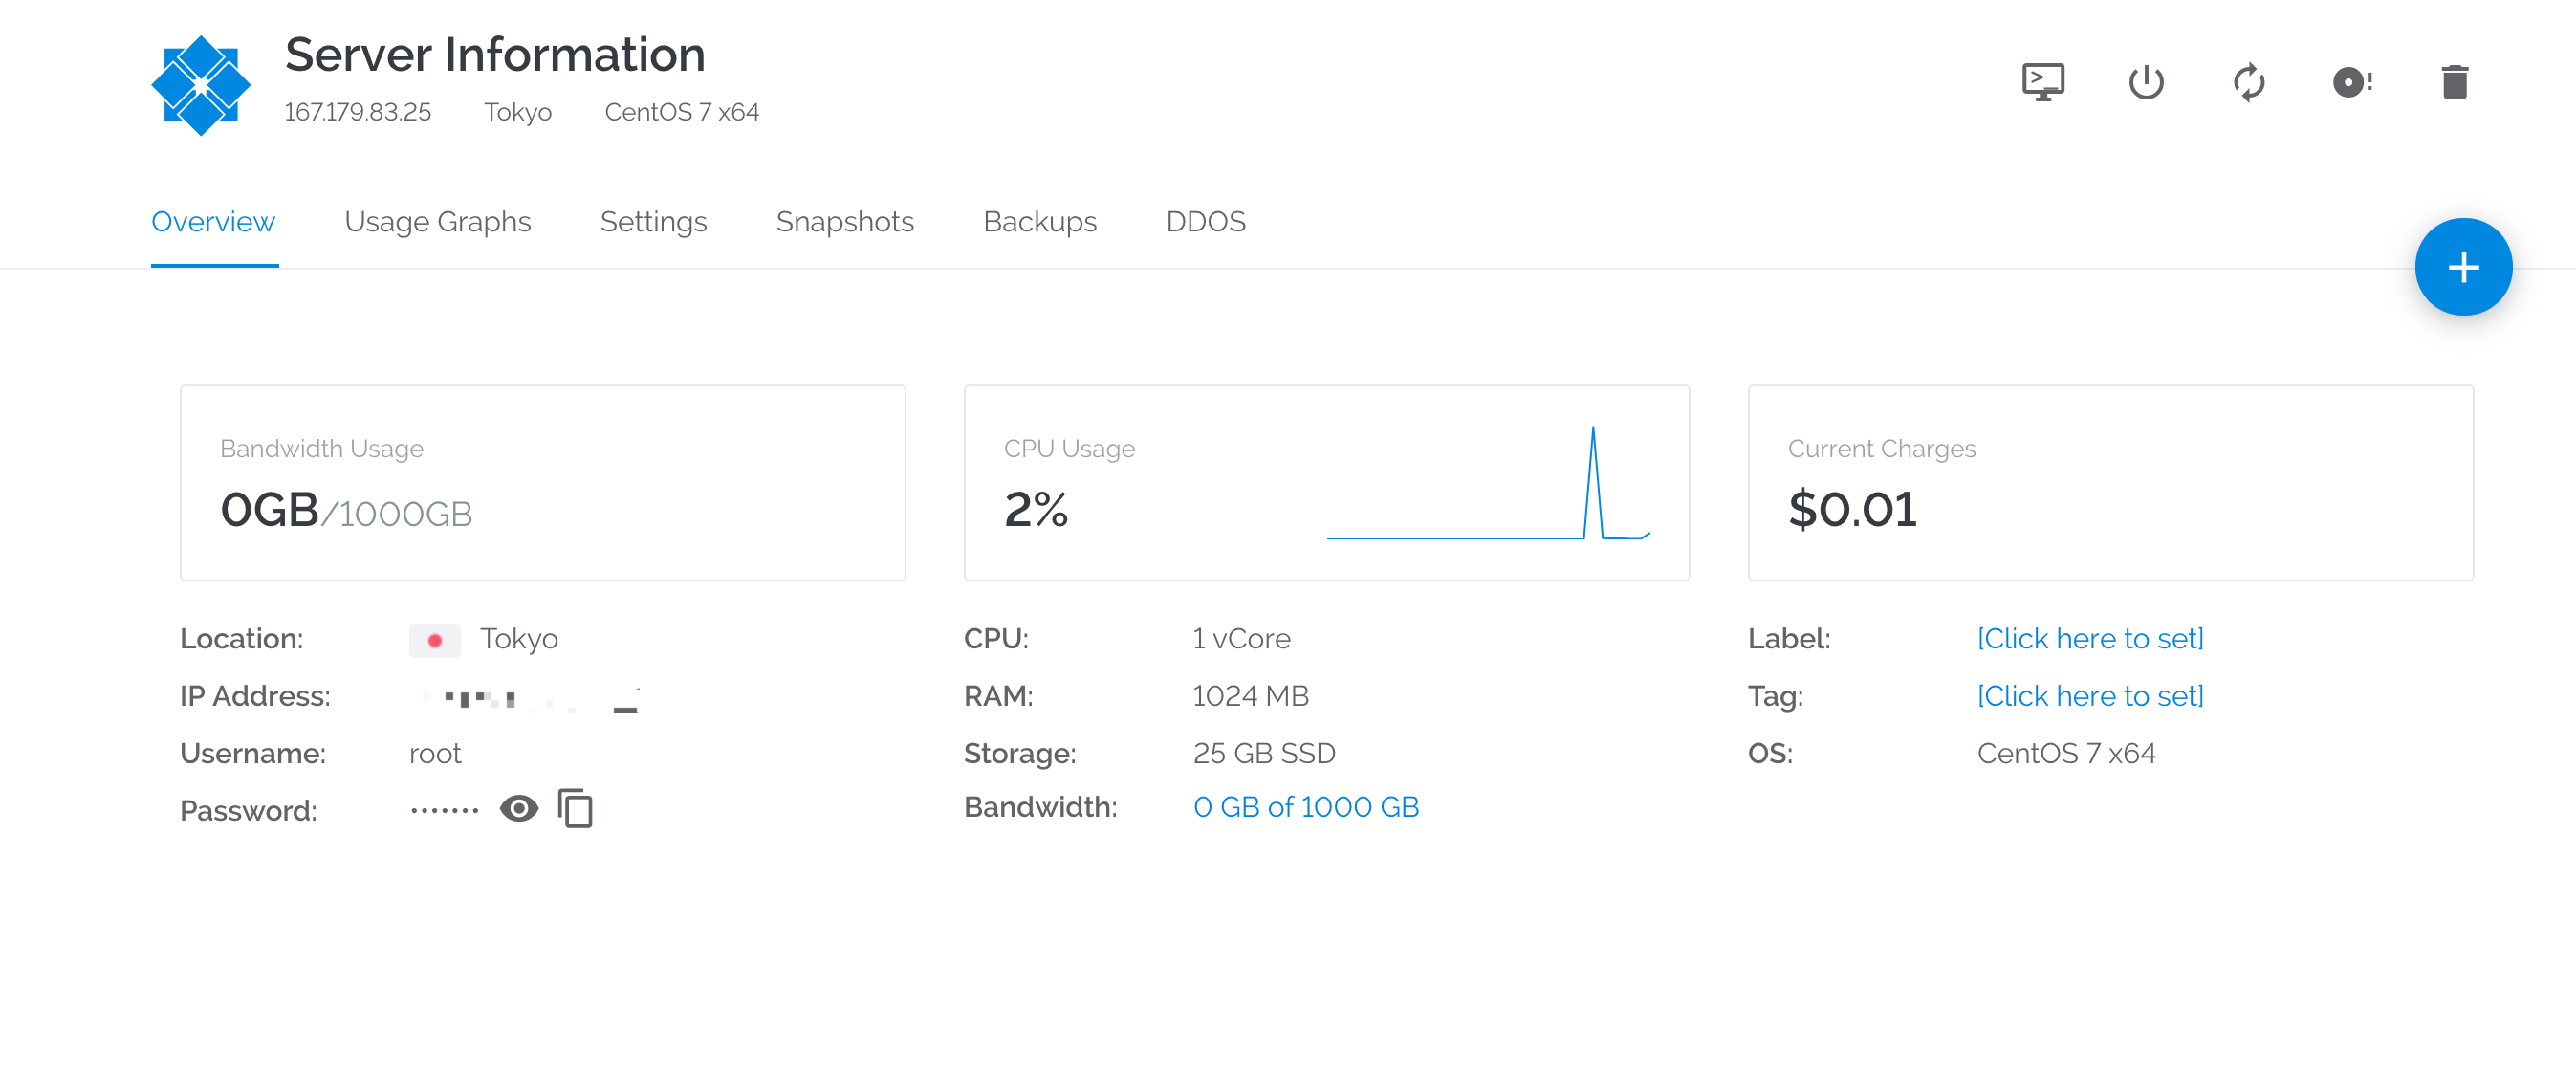 Server Information
167.179.83.25 Tokyo CentOS 7 x64
Overview Usage Graphs Settings Snapshots Backups DDOS
Bandwidth Usage
0GB/1000GB
CPU Usage
2%
Current Charges
$0.01
Location: Tokyo
IP Address:
Username: root
Password: .......
CPU: 1 vCore
RAM: 1024 MB
Storage: 25 GB SSD
Bandwidth: 0 GB of 1000 GB
Label: [Click here to set]
Tag: [Click here to set]
OS: CentOS 7 x64